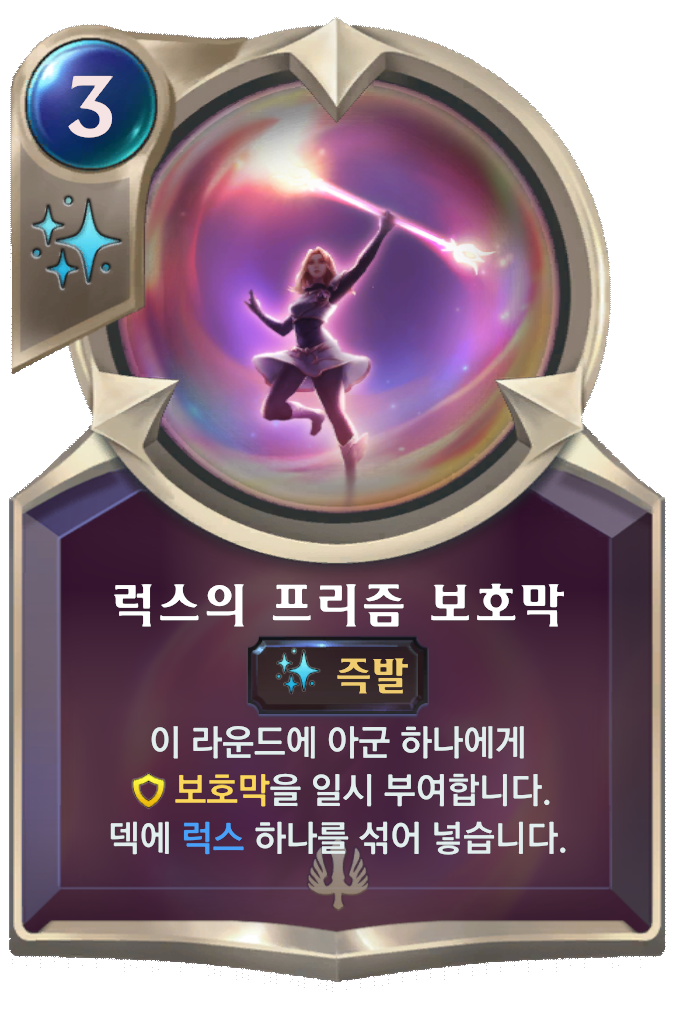 3
럭스의 프리즘 보호막
즉발
이 라운드에 아군 하나에게
보호막을 일시 부여합니다.
덱에 럭스 하나를 섞어 넣습니다.